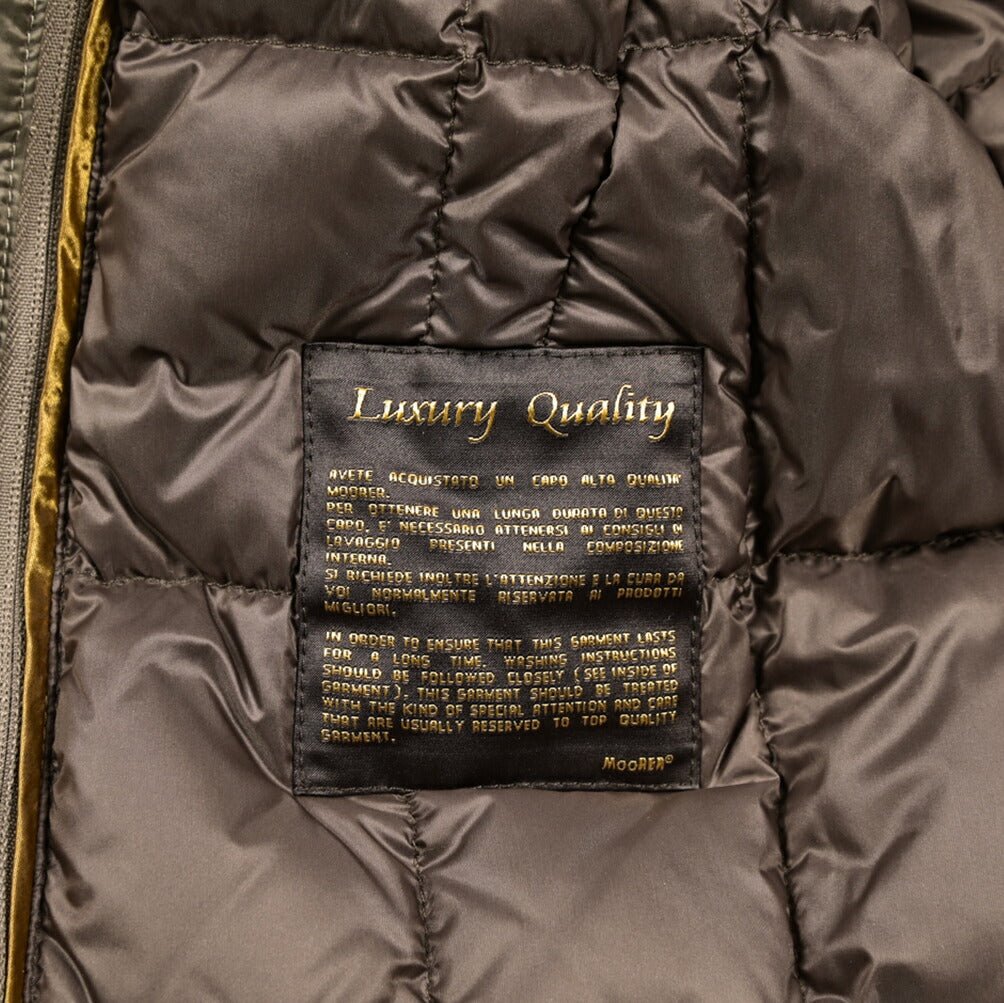 Luxury Quality
AVETE ACQUISTATO UN CAPO ALTA QUALITA'
MOORER.
PER OTTENERE UNA LUNGA DURATA DI QUESTO
CAPO, E' NECESSARIO ATTENERSI AI CONSIGLI DI
LAVAGGIO PRESENTI NELLA COMPOSIZIONE
INTERNA.
SI RICHIEDE INOLTRE L'ATTENZIONE E LA CURA DA
VOI NORMALMENTE RISERVATA AI PRODOTTI
MIGLIORI.
IN ORDER TO ENSURE THAT THIS GARMENT LASTS
FOR A LONG TIME, WASHING INSTRUCTIONS
SHOULD BE FOLLOWED CLOSELY (SEE INSIDE OF
GARMENT), THIS GARMENT SHOULD BE TREATED
WITH THE KIND OF SPECIAL ATTENTION AND CARE
THAT ARE USUALLY RESERVED TO TOP QUALITY
GARMENT.
MOORER©